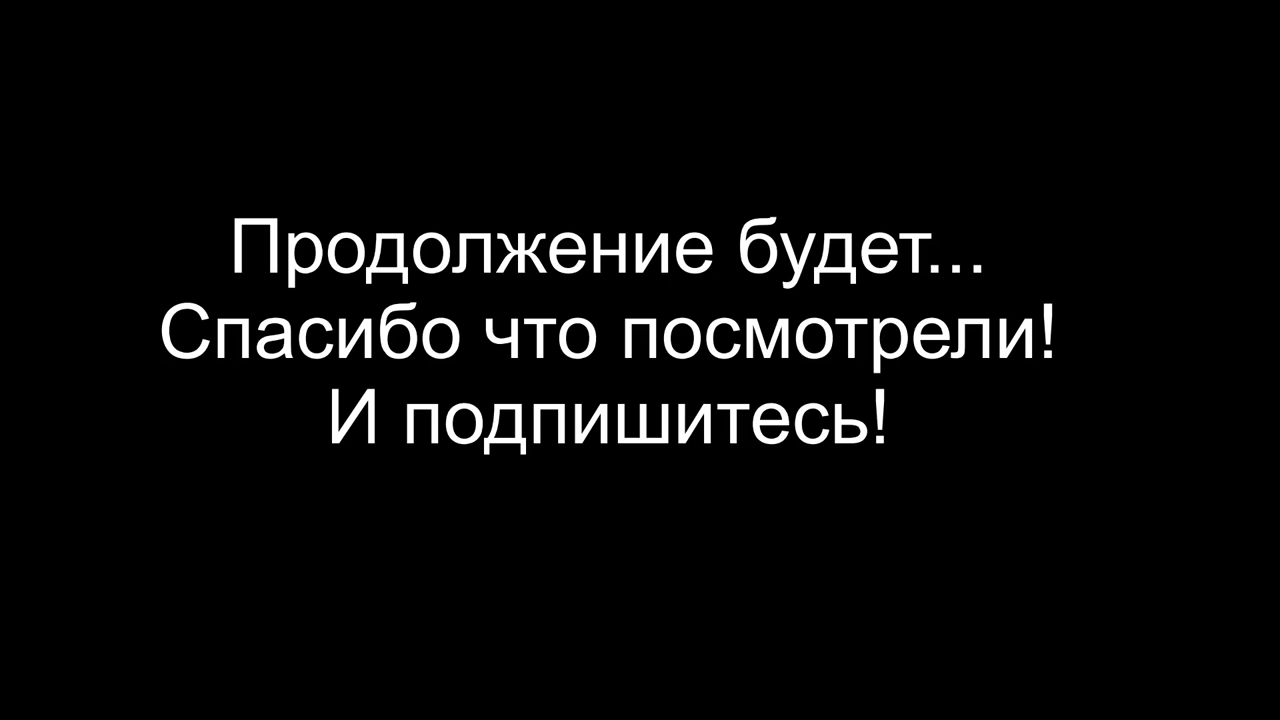 Продолжение будет...
Спасибо что посмотрели!
И подпишитесь!